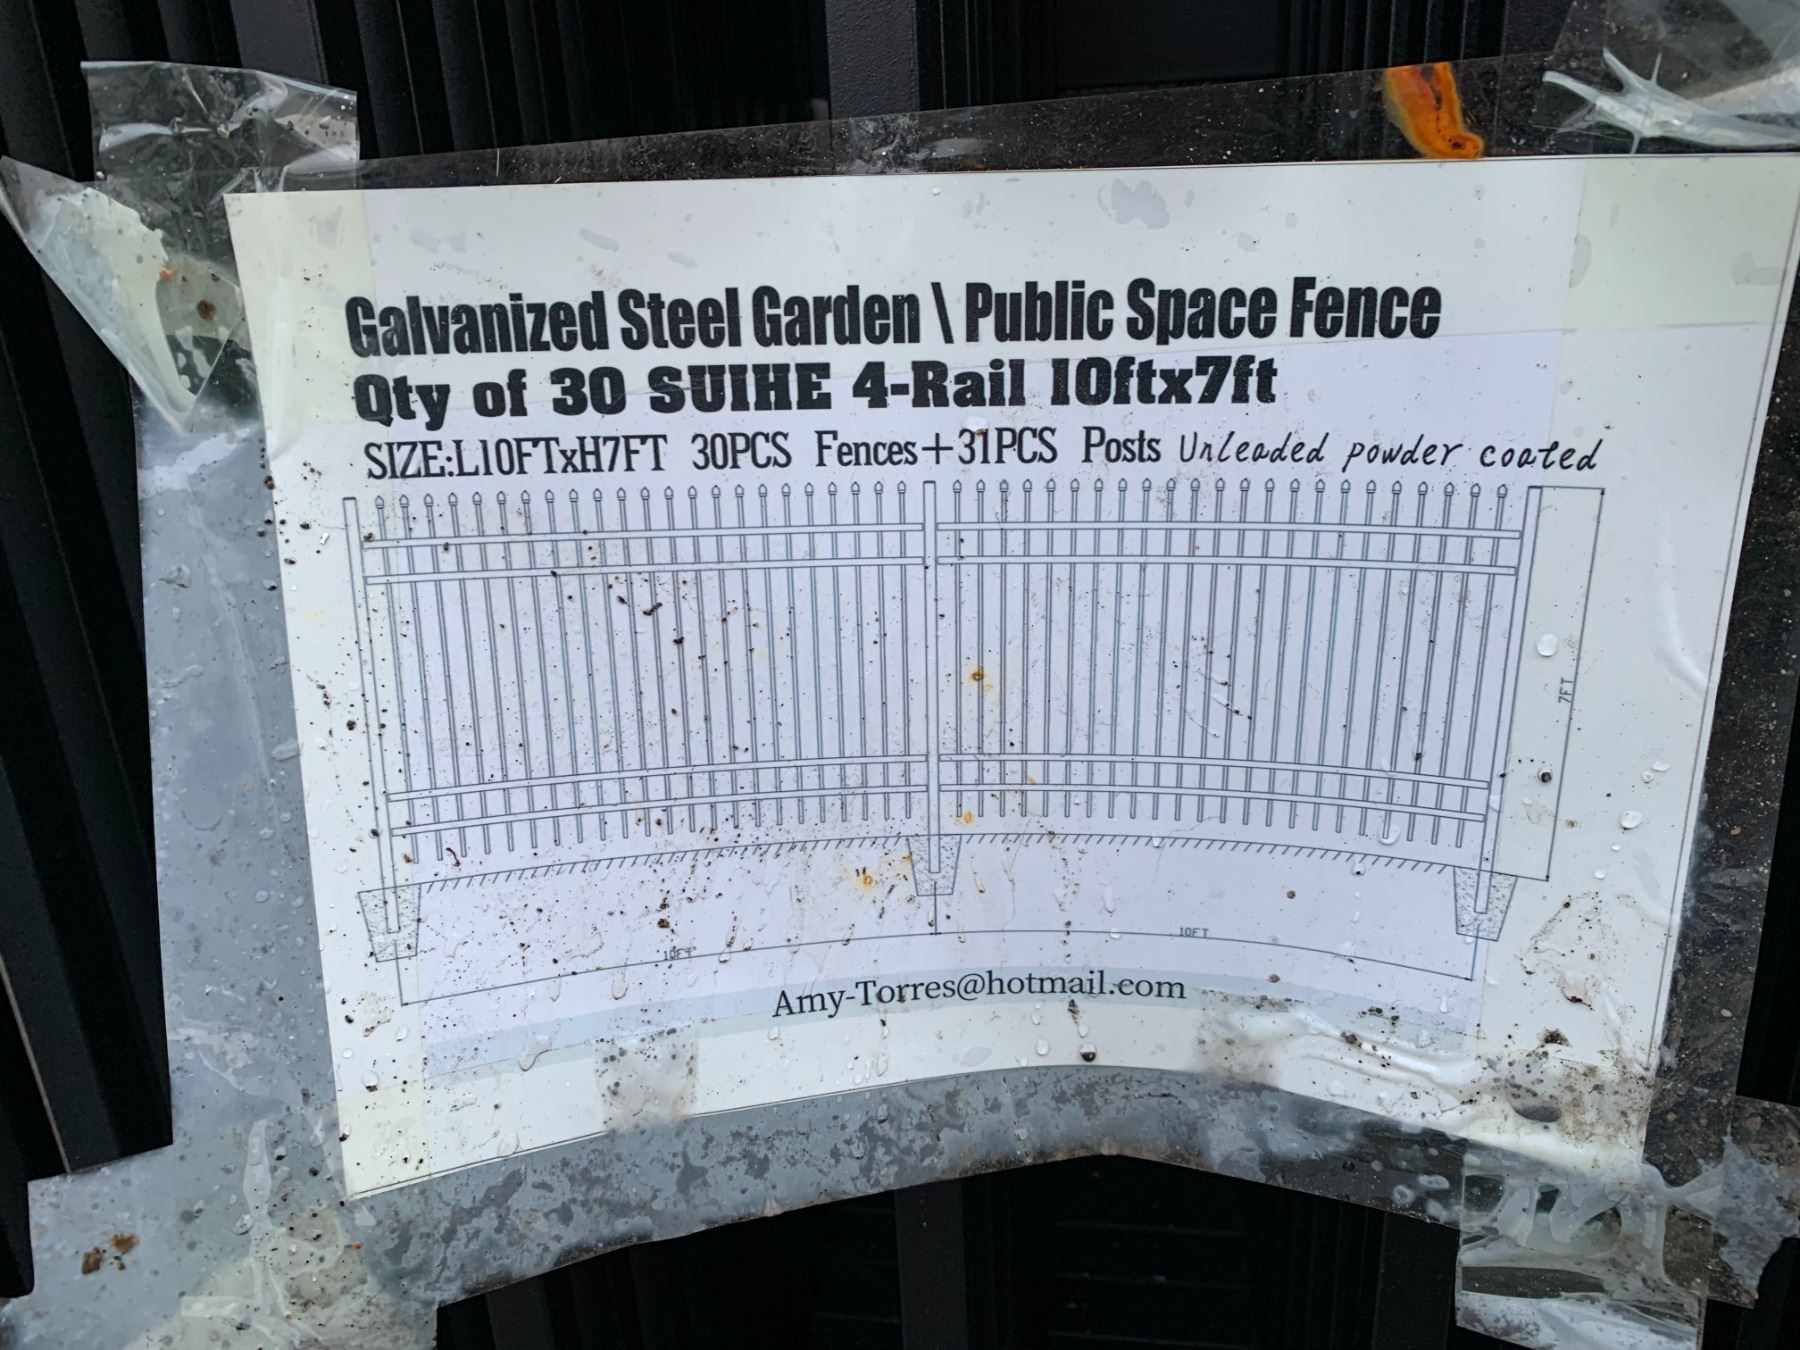 Galvanized Steel Garden \ Public Space Fence
Qty of 30 SUIHE 4-Rail 10ftx7ft
SIZE:L10FTxH7FT 30PCS Fences+31PCS Posts Unleaded powder coated
7FT
10FT
10FT
Amy-Torres@hotmail.com